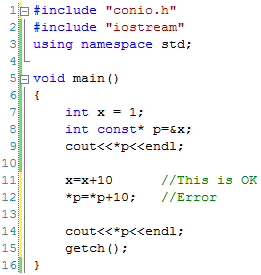 1 #include "conio.h"
2 #include "iostream"
3 using namespace std;
4
5 void main()
6 {
7 int x = 1;
8 int const* p=&x;
9 cout<<*p<<endl;
10
11 x=x+10 //This is OK
12 *p=*p+10; //Error
13
14 cout<<*p<<endl;
15 getch();
16 }